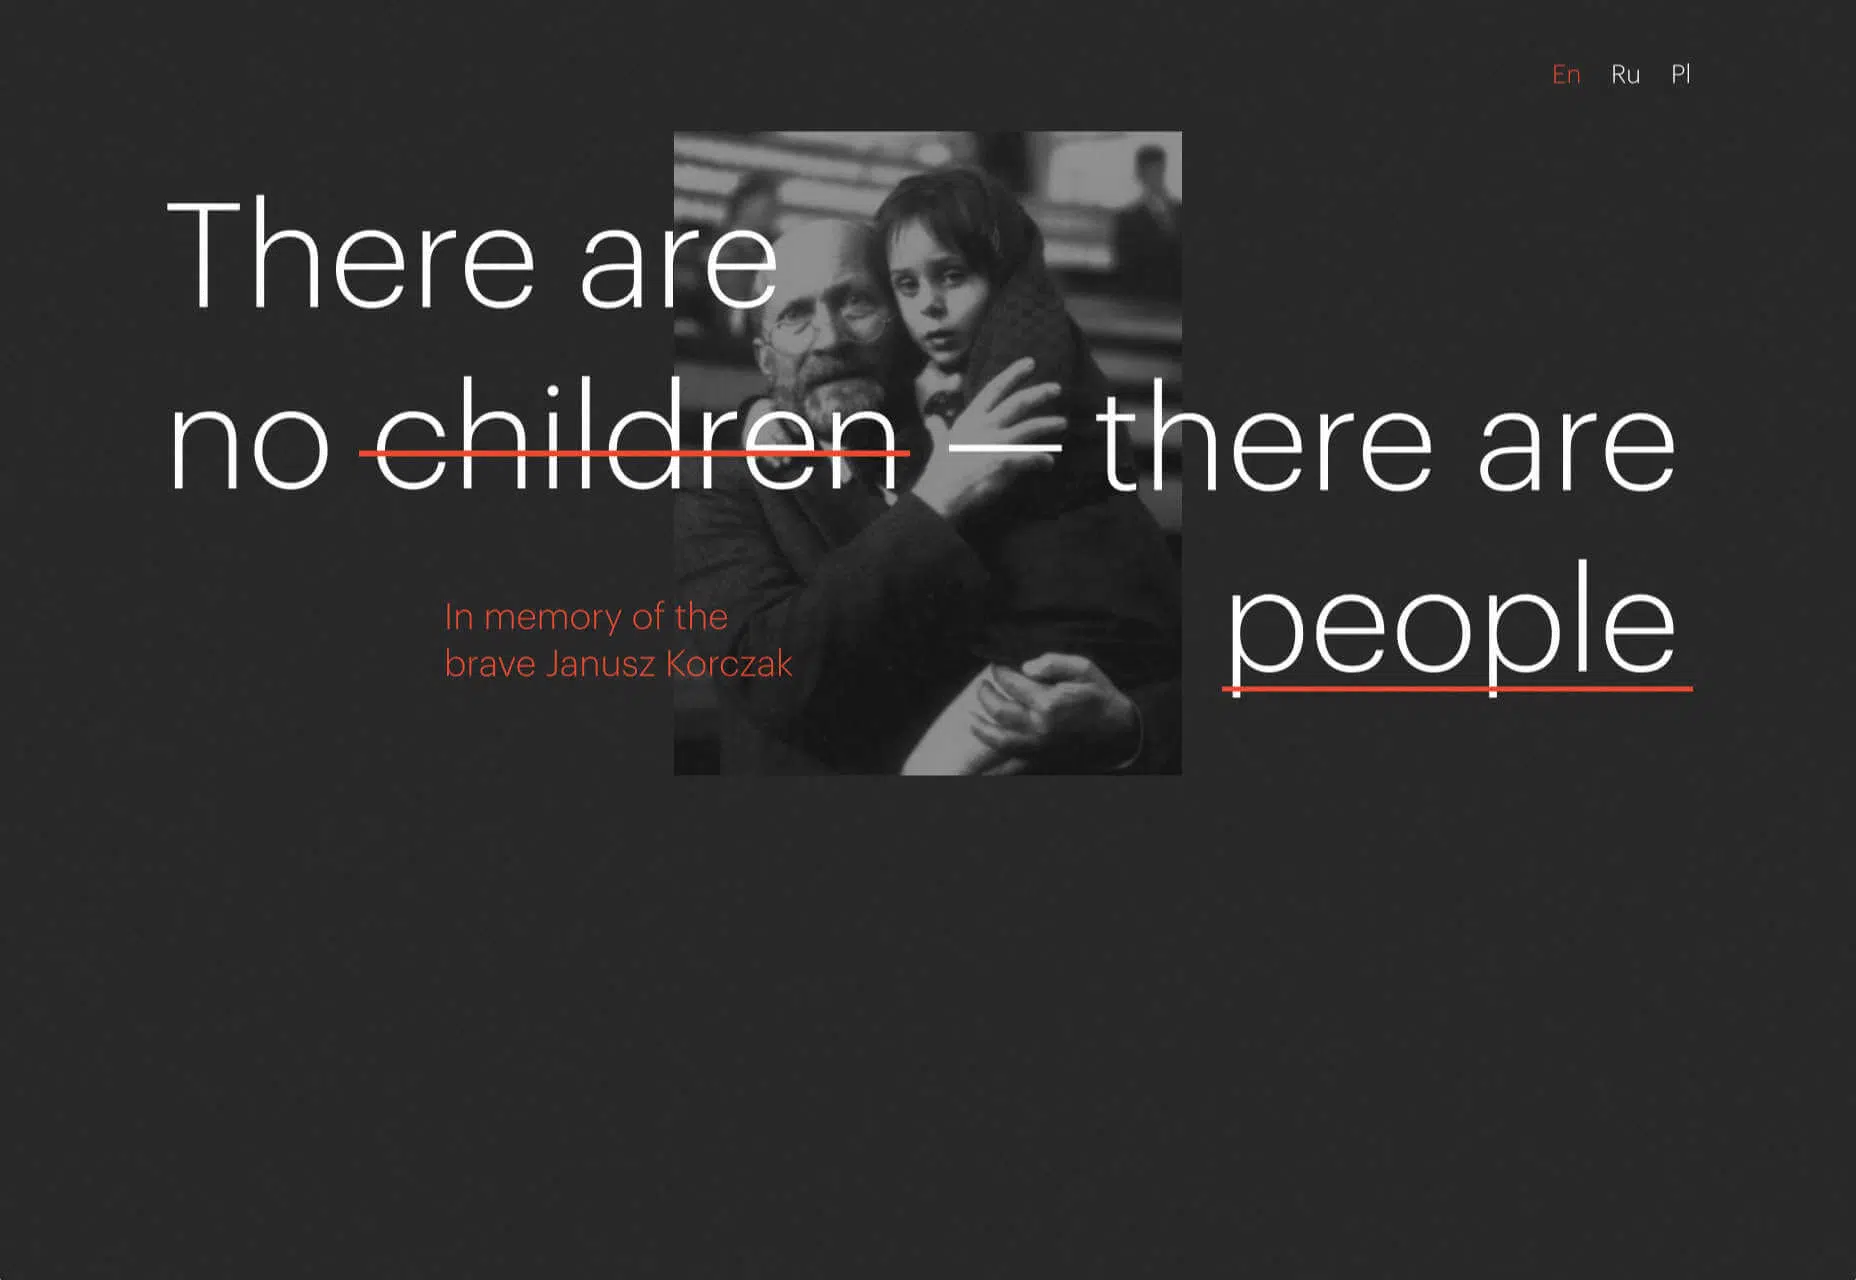 En Ru Pl
There are
no children — there are
people
In memory of the
brave Janusz Korczak